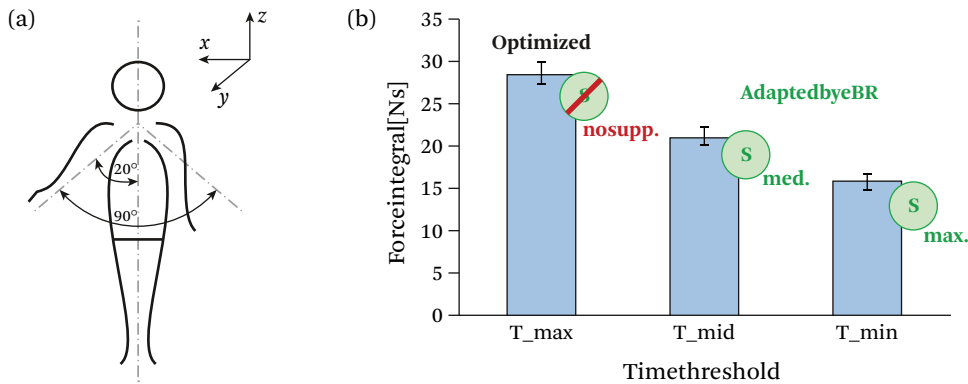 (a)
z
x
y
20°
90°
(b)
Forceintegral[Ns]
35
30
25
20
15
10
5
0
Optimized
S
nosupp.
AdaptedbyeBR
S
med.
S
max.
T_max
T_mid
T_min
Timethreshold